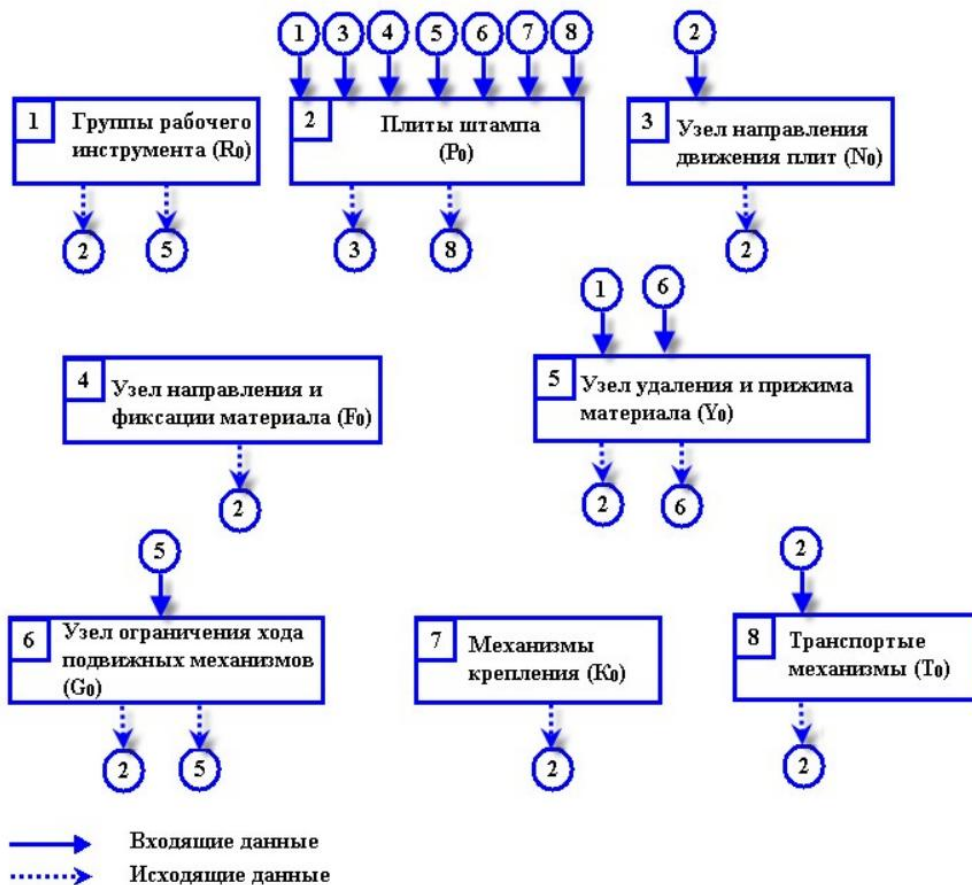 1 3 4 5 6 7 8
2
1
Группы рабочего
инструмента (R0)
2
Плиты штампа
(P0)
3
Узел направления
движения плит (N0)
2 5
3 8
2
1 6
4
Узел направления и
фиксации материала (F0)
5
Узел удаления и прижима
материала (Y0)
2
2 6
5
2
6
Узел ограничения хода
подвижных механизмов
(G0)
7
Механизмы
крепления (K0)
8
Транспортые
механизмы (T0)
2 5
2
2
Входящие данные
Исходящие данные